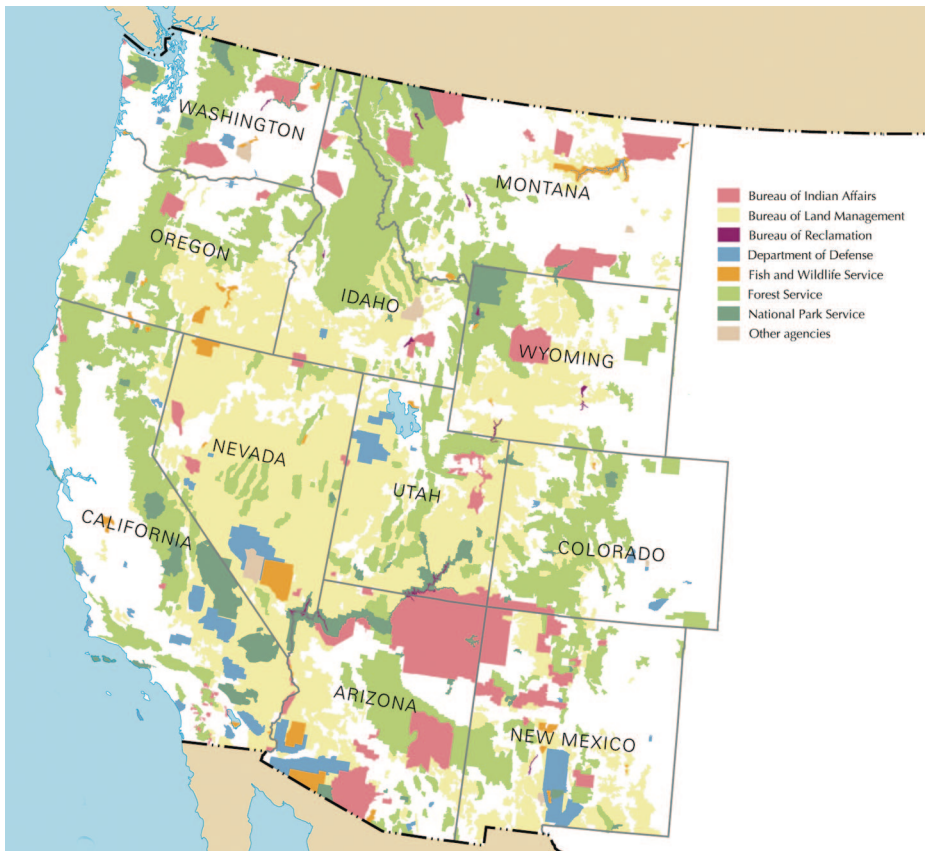 WASHINGTON
MONTANA
OREGON
IDAHO
WYOMING
NEVADA
UTAH
CALIFORNIA
COLORADO
ARIZONA
NEW MEXICO
Bureau of Indian Affairs
Bureau of Land Management
Bureau of Reclamation
Department of Defense
Fish and Wildlife Service
Forest Service
National Park Service
Other agencies